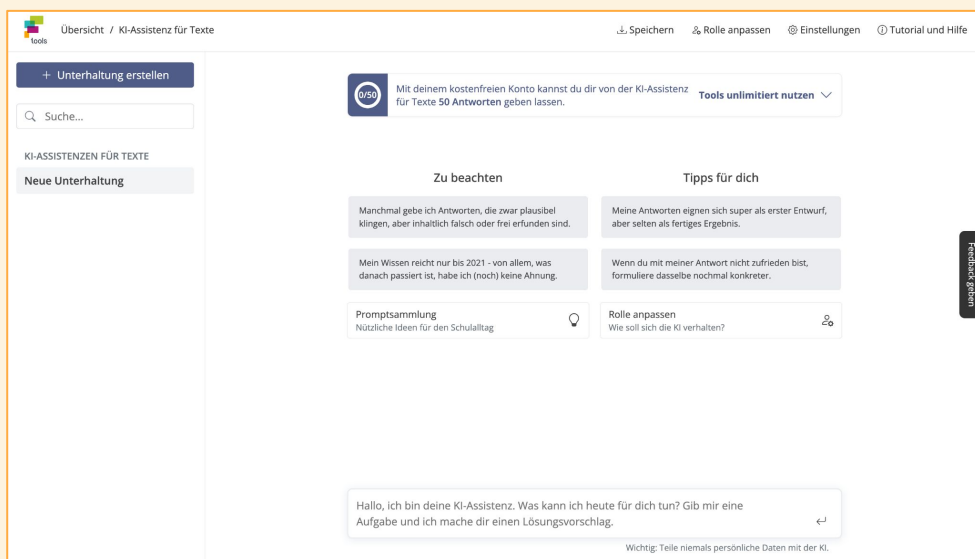 tools
Übersicht / KI-Assistenz für Texte
Speichern
Rolle anpassen
Einstellungen
Tutorial und Hilfe
+ Unterhaltung erstellen
Suche...
KI-ASSISTENZEN FÜR TEXTE
Neue Unterhaltung
0/50
Mit deinem kostenfreien Konto kannst du dir von der KI-Assistenz
für Texte 50 Antworten geben lassen.
Tools unlimitiert nutzen
Zu beachten
Manchmal gebe ich Antworten, die zwar plausibel
klingen, aber inhaltlich falsch oder frei erfunden sind.
Mein Wissen reicht nur bis 2021 - von allem, was
danach passiert ist, habe ich (noch) keine Ahnung.
Promptsammlung
Nützliche Ideen für den Schulalltag
Tipps für dich
Meine Antworten eignen sich super als erster Entwurf,
aber selten als fertiges Ergebnis.
Wenn du mit meiner Antwort nicht zufrieden bist,
formuliere dasselbe nochmal konkreter.
Rolle anpassen
Wie soll sich die KI verhalten?
Feedback geben
Hallo, ich bin deine KI-Assistenz. Was kann ich heute für dich tun? Gib mir eine
Aufgabe und ich mache dir einen Lösungsvorschlag.
Wichtig: Teile niemals persönliche Daten mit der KI.